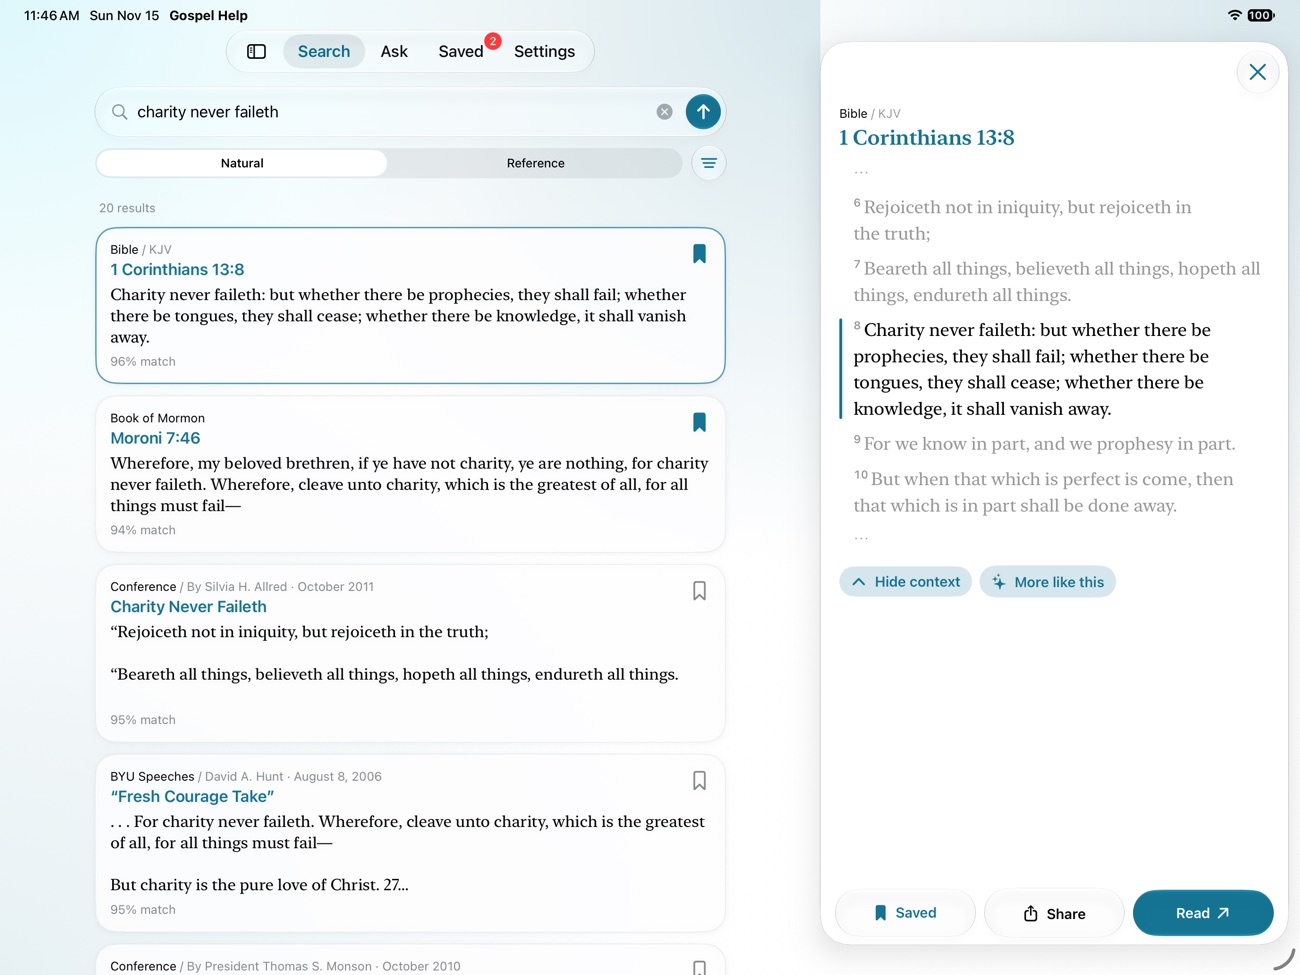 11:46 AM Sun Nov 15 Gospel Help
100
Search
Ask
Saved
2
Settings
charity never faileth
Natural
Reference
20 results
Bible / KJV
1 Corinthians 13:8
Charity never faileth: but whether there be prophecies, they shall fail; whether
there be tongues, they shall cease; whether there be knowledge, it shall vanish
away.
96% match
Book of Mormon
Moroni 7:46
Wherefore, my beloved brethren, if ye have not charity, ye are nothing, for charity
never faileth. Wherefore, cleave unto charity, which is the greatest of all, for all
things must fail—
94% match
Conference / By Silvia H. Allred · October 2011
Charity Never Faileth
“Rejoiceth not in iniquity, but rejoiceth in the truth;
“Beareth all things, believeth all things, hopeth all things, endureth all things.
95% match
BYU Speeches / David A. Hunt · August 8, 2006
“Fresh Courage Take”
. . . For charity never faileth. Wherefore, cleave unto charity, which is the greatest
of all, for all things must fail—
But charity is the pure love of Christ. 27...
95% match
Conference / By President Thomas S. Monson · October 2010
Bible / KJV
1 Corinthians 13:8
...
6 Rejoiceth not in iniquity, but rejoiceth in
the truth;
7 Beareth all things, believeth all things, hopeth all
things, endureth all things.
8 Charity never faileth: but whether there be
prophecies, they shall fail; whether there be
tongues, they shall cease; whether there be
knowledge, it shall vanish away.
9 For we know in part, and we prophesy in part.
10 But when that which is perfect is come, then
that which is in part shall be done away.
...
Hide context
More like this
Saved
Share
Read